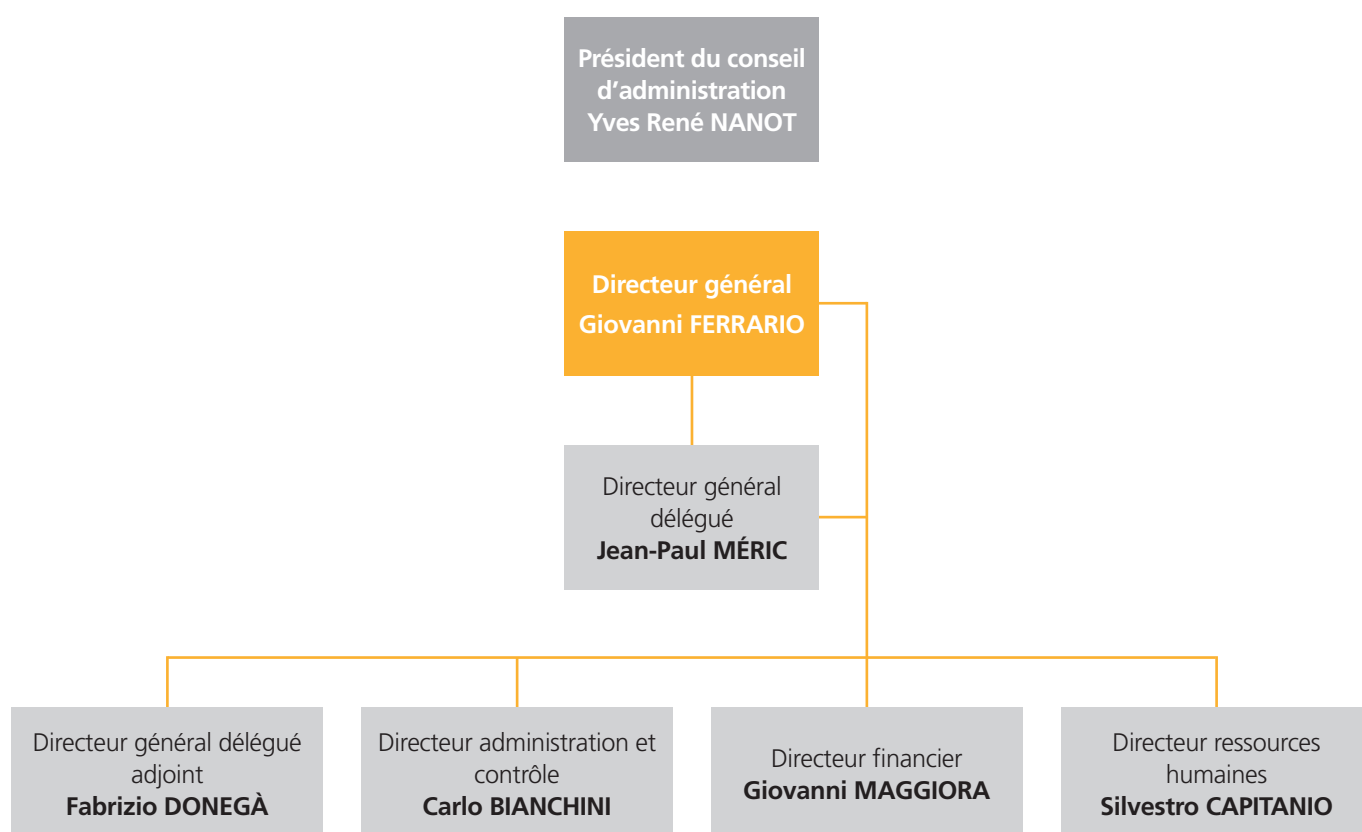 Président du conseil
d’administration
Yves René NANOT
Directeur général
Giovanni FERRARIO
Directeur général
délégué
Jean-Paul MÉRIC
Directeur général délégué
adjoint
Fabrizio DONEGÀ
Directeur administration et
contrôle
Carlo BIANCHINI
Directeur financier
Giovanni MAGGIORA
Directeur ressources
humaines
Silvestro CAPITANIO